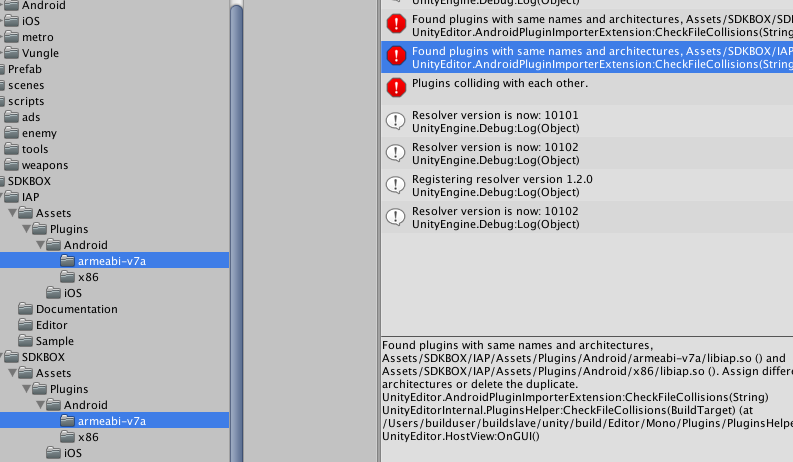 Android
iOS
metro
Vungle
Prefab
scenes
scripts
ads
enemy
tools
weapons
SDKBOX
IAP
Assets
Plugins
Android
armeabi-v7a
x86
iOS
Documentation
Editor
Sample
SDKBOX
Assets
Plugins
Android
armeabi-v7a
x86
iOS
UnityEngine.Debug:Log(Object)
Found plugins with same names and architectures, Assets/SDKBOX/SD
UnityEditor.AndroidPluginImporterExtension:CheckFileCollisions(String)
Found plugins with same names and architectures, Assets/SDKBOX/IAP
UnityEditor.AndroidPluginImporterExtension:CheckFileCollisions(String)
Plugins colliding with each other.
Resolver version is now: 10101
UnityEngine.Debug:Log(Object)
Resolver version is now: 10102
UnityEngine.Debug:Log(Object)
Registering resolver version 1.2.0
UnityEngine.Debug:Log(Object)
Resolver version is now: 10102
UnityEngine.Debug:Log(Object)
Found plugins with same names and architectures,
Assets/SDKBOX/IAP/Assets/Plugins/Android/armeabi-v7a/libiap.so () and
Assets/SDKBOX/IAP/Assets/Plugins/Android/x86/libiap.so (). Assign differe
architectures or delete the duplicate.
UnityEditor.AndroidPluginImporterExtension:CheckFileCollisions(String)
UnityEditorInternal.PluginsHelper:CheckFileCollisions(BuildTarget) (at
/Users/builduser/buildslave/unity/build/Editor/Mono/Plugins/PluginsHelpe
UnityEditor.HostView:OnGUI()